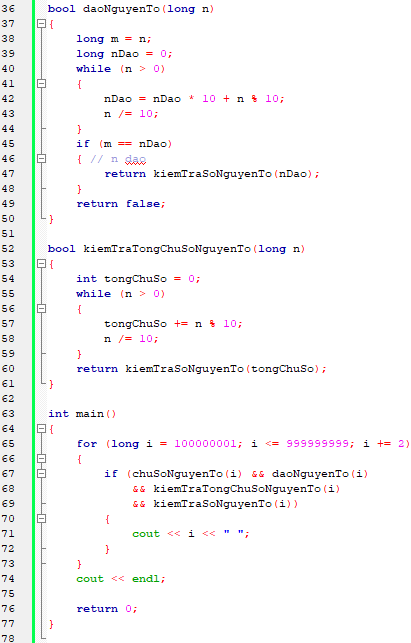 36 bool daoNguyenTo(long n)
37 {
38 long m = n;
39 long nDao = 0;
40 while (n > 0)
41 {
42 nDao = nDao * 10 + n % 10;
43 n /= 10;
44 }
45 if (m == nDao)
46 { // n dao
47 return kiemTraSoNguyenTo(nDao);
48 }
49 return false;
50 }
51
52 bool kiemTraTongChuSoNguyenTo(long n)
53 {
54 int tongChuSo = 0;
55 while (n > 0)
56 {
57 tongChuSo += n % 10;
58 n /= 10;
59 }
60 return kiemTraSoNguyenTo(tongChuSo);
61 }
62
63 int main()
64 {
65 for (long i = 100000001; i <= 999999999; i += 2)
66 {
67 if (chuSoNguyenTo(i) && daoNguyenTo(i)
68 && kiemTraTongChuSoNguyenTo(i)
69 && kiemTraSoNguyenTo(i))
70 {
71 cout << i << " ";
72 }
73 }
74 cout << endl;
75
76 return 0;
77 }
78